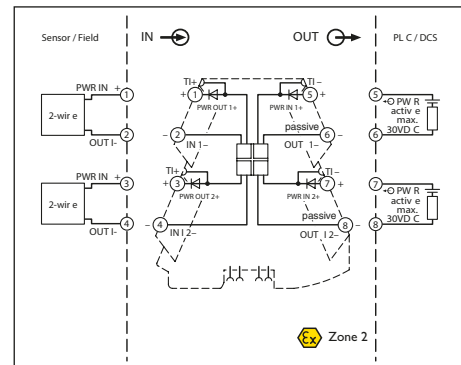 Sensor / Field
IN
OUT
PL C / DCS
PWR IN +
1
2-wir e
2
OUT I-
PWR IN +
3
2-wir e
4
OUT I-
TI+
+ 1
PWR OUT 1+
– 2
IN I 1–
TI+
+ 3
PWR OUT 2+
– 4
IN I 2–
TI –
5 +
PWR IN 1+
passive
6 –
OUT I 1–
TI –
7 +
PWR IN 2+
passive
8 –
OUT I 2–
5
+O PW R
activ e
max.
30VD C
6
7
+O PW R
activ e
max.
30VD C
8
Ex Zone 2